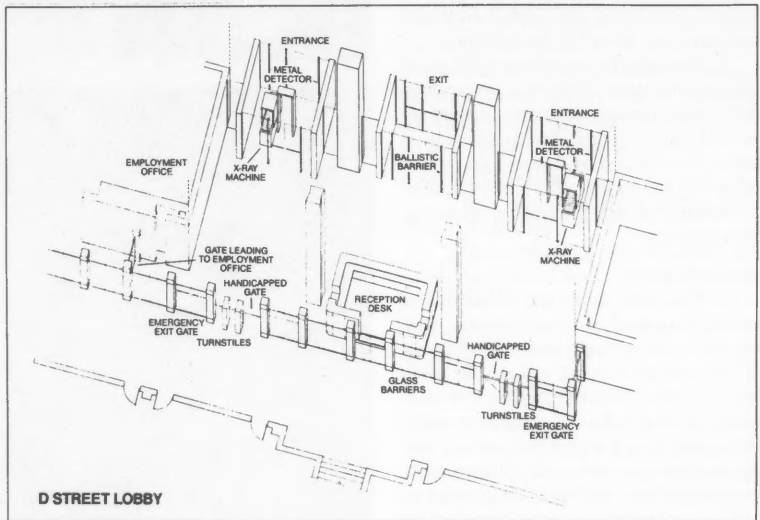 ENTRANCE
METAL
DETECTOR
EXIT
ENTRANCE
METAL
DETECTOR
EMPLOYMENT
OFFICE
X-RAY
MACHINE
BALLISTIC
BARRIER
X-RAY
MACHINE
GATE LEADING
TO EMPLOYMENT
OFFICE
HANDICAPPED
GATE
RECEPTION
DESK
EMERGENCY
EXIT GATE
TURNSTILES
HANDICAPPED
GATE
GLASS
BARRIERS
TURNSTILES
EMERGENCY
EXIT GATE
D STREET LOBBY